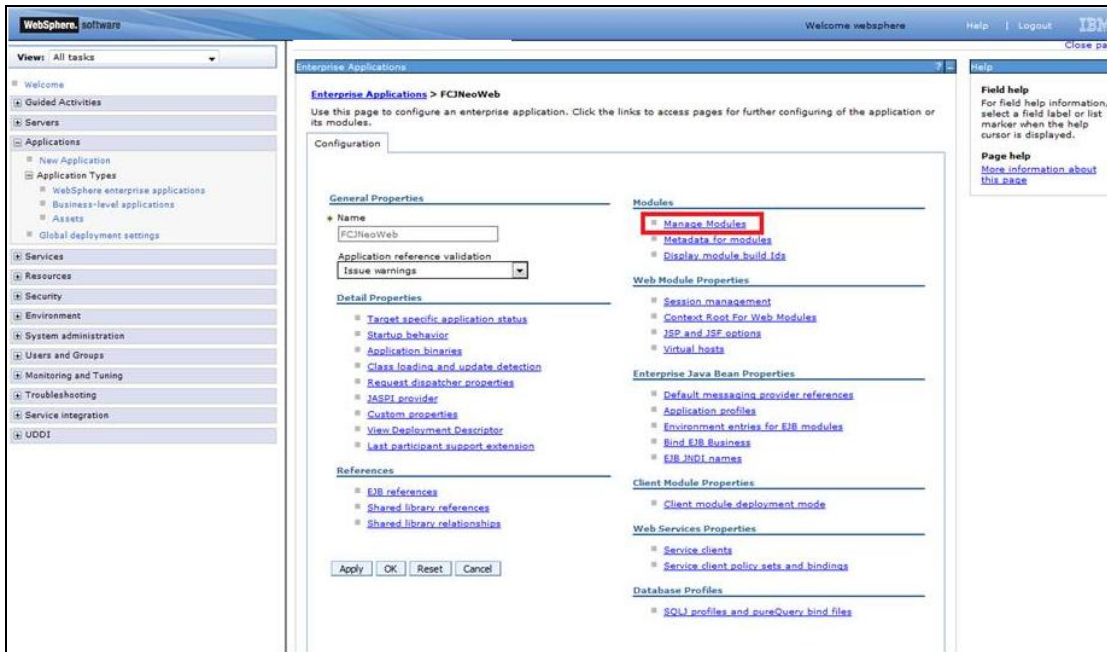 WebSphere. software
Welcome websphere
Help | Logout
IBM
Close pa
View: All tasks
Welcome
Guided Activities
Servers
Applications
New Application
Application Types
WebSphere enterprise applications
Business-level applications
Assets
Global deployment settings
Services
Resources
Security
Environment
System administration
Users and Groups
Monitoring and Tuning
Troubleshooting
Service integration
UDDI
Enterprise Applications
? -
Enterprise Applications > FCJNeoWeb
Use this page to configure an enterprise application. Click the links to access pages for further configuring of the application or
its modules.
Configuration
General Properties
* Name
FCJNeoWeb
Application reference validation
Issue warnings
Detail Properties
Target specific application status
Startup behavior
Application binaries
Class loading and update detection
Request dispatcher properties
JASPI provider
Custom properties
View Deployment Descriptor
Last participant support extension
References
EJB references
Shared library references
Shared library relationships
Apply OK Reset Cancel
Modules
Manage Modules
Metadata for modules
Display module build Ids
Web Module Properties
Session management
Context Root For Web Modules
JSP and JSF options
Virtual hosts
Enterprise Java Bean Properties
Default messaging provider references
Application profiles
Environment entries for EJB modules
Bind EJB Business
EJB JNDI names
Client Module Properties
Client module deployment mode
Web Services Properties
Service clients
Service client policy sets and bindings
Database Profiles
SQLJ profiles and pureQuery bind files
Help
Field help
For field help information,
select a field label or list
marker when the help
cursor is displayed.
Page help
More information about
this page